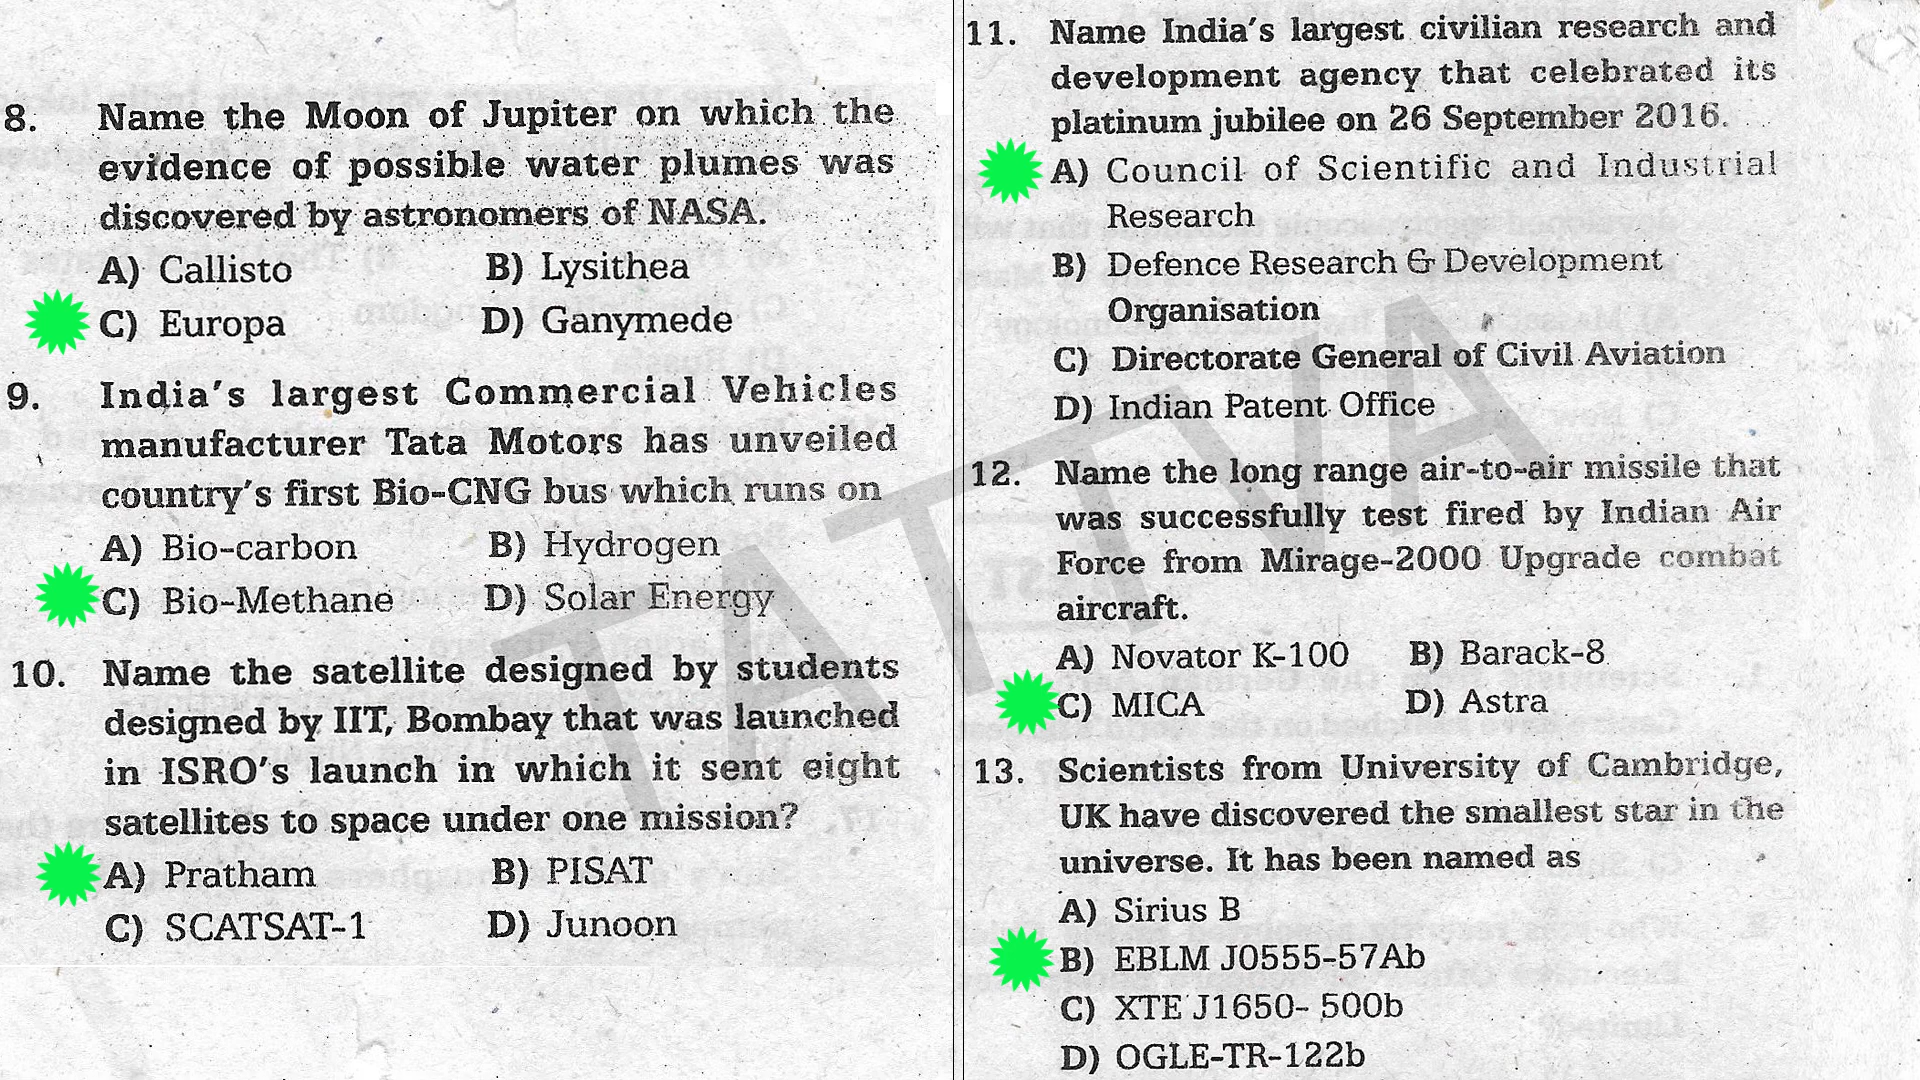 8. Name the Moon of Jupiter on which the
evidence of possible water plumes was
discovered by astronomers of NASA.
A) Callisto B) Lysithea
C) Europa D) Ganymede
9. India's largest Commercial Vehicles
manufacturer Tata Motors has unveiled
country's first Bio-CNG bus which runs on
A) Bio-carbon B) Hydrogen
C) Bio-Methane D) Solar Energy
10. Name the satellite designed by students
designed by IIT, Bombay that was launched
in ISRO's launch in which it sent eight
satellites to space under one mission?
A) Pratham B) PISAT
C) SCATSAT-1 D) Junoon
11. Name India's largest civilian research and
development agency that celebrated its
platinum jubilee on 26 September 2016.
A) Council of Scientific and Industrial
Research
B) Defence Research & Development
Organisation
C) Directorate General of Civil Aviation
D) Indian Patent Office
12. Name the long range air-to-air missile that
was successfully test fired by Indian Air
Force from Mirage-2000 Upgrade combat
aircraft.
A) Novator K-100 B) Barack-8
C) MICA D) Astra
13. Scientists from University of Cambridge,
UK have discovered the smallest star in the
universe. It has been named as
A) Sirius B
B) EBLM J0555-57Ab
C) XTE J1650- 500b
D) OGLE-TR-122b
TATTVA